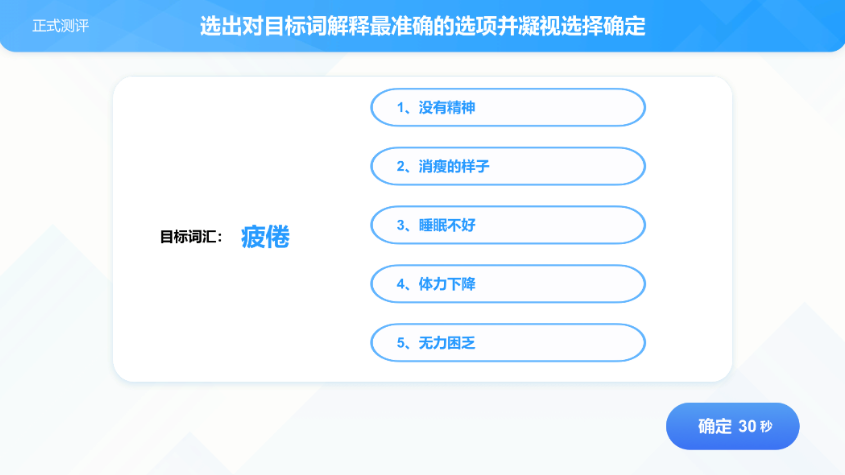 正式测评
选出对目标词解释最准确的选项并凝视选择确定
1、没有精神
2、消瘦的样子
目标词汇： 疲倦
3、睡眠不好
4、体力下降
5、无力困乏
确定 30 秒